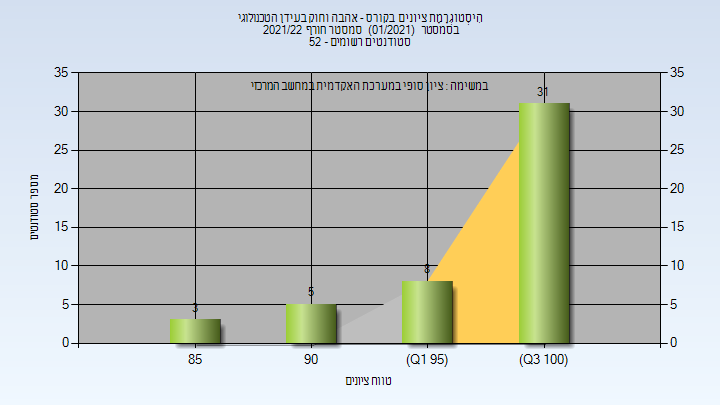 היסטוגרמת ציונים בקורס - אהבה וחוק בעידן הטכנולוגי
בסמסטר (01/2021) סמסטר חורף 2021/22
סטודנטים רשומים - 52
במשימה : ציון סופי במערכת האקדמית במחשב המרכזי
35 35
30 30
25 25
20 20
15 15
10 10
5 5
0 0
מספר סטודנטים
3 5 8 31
85 90 (Q1 95) (Q3 100)
טווח ציונים